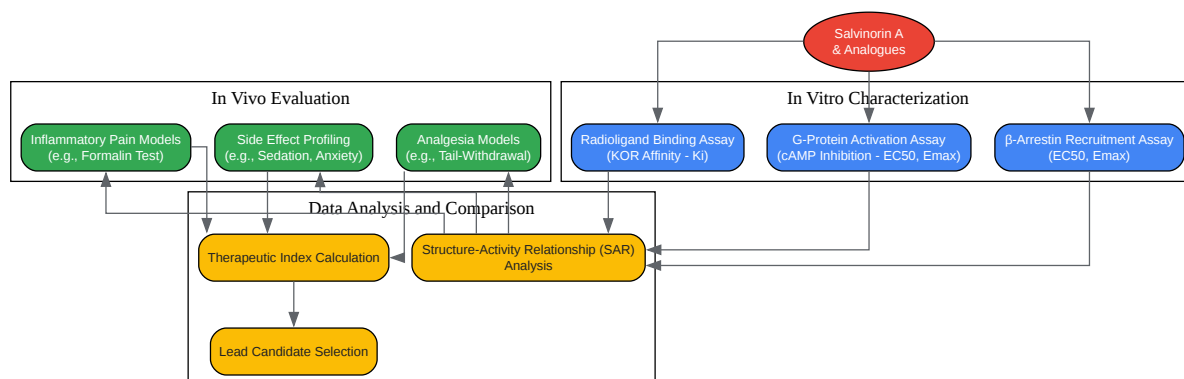 Salvinorin A
& Analogues
In Vivo Evaluation
In Vitro Characterization
Inflammatory Pain Models
(e.g., Formalin Test)
Side Effect Profiling
(e.g., Sedation, Anxiety)
Analgesia Models
(e.g., Tail-Withdrawal)
Radioligand Binding Assay
(KOR Affinity - Ki)
G-Protein Activation Assay
(cAMP Inhibition - EC50, Emax)
β-Arrestin Recruitment Assay
(EC50, Emax)
Data Analysis and Comparison
Therapeutic Index Calculation
Structure-Activity Relationship (SAR)
Analysis
Lead Candidate Selection